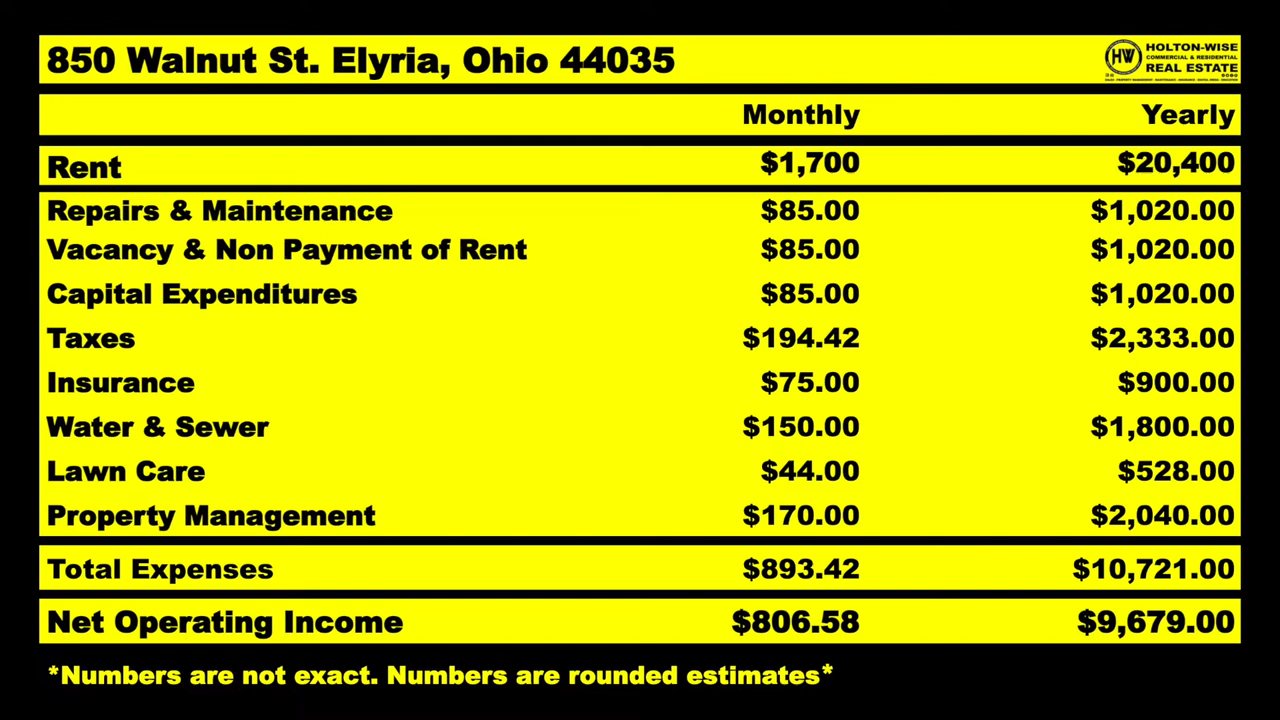 850 Walnut St. Elyria, Ohio 44035
HW
HOLTON-WISE
COMMERCIAL & RESIDENTIAL
REAL ESTATE
Monthly Yearly
Rent $1,700 $20,400
Repairs & Maintenance $85.00 $1,020.00
Vacancy & Non Payment of Rent $85.00 $1,020.00
Capital Expenditures $85.00 $1,020.00
Taxes $194.42 $2,333.00
Insurance $75.00 $900.00
Water & Sewer $150.00 $1,800.00
Lawn Care $44.00 $528.00
Property Management $170.00 $2,040.00
Total Expenses $893.42 $10,721.00
Net Operating Income $806.58 $9,679.00
*Numbers are not exact. Numbers are rounded estimates*